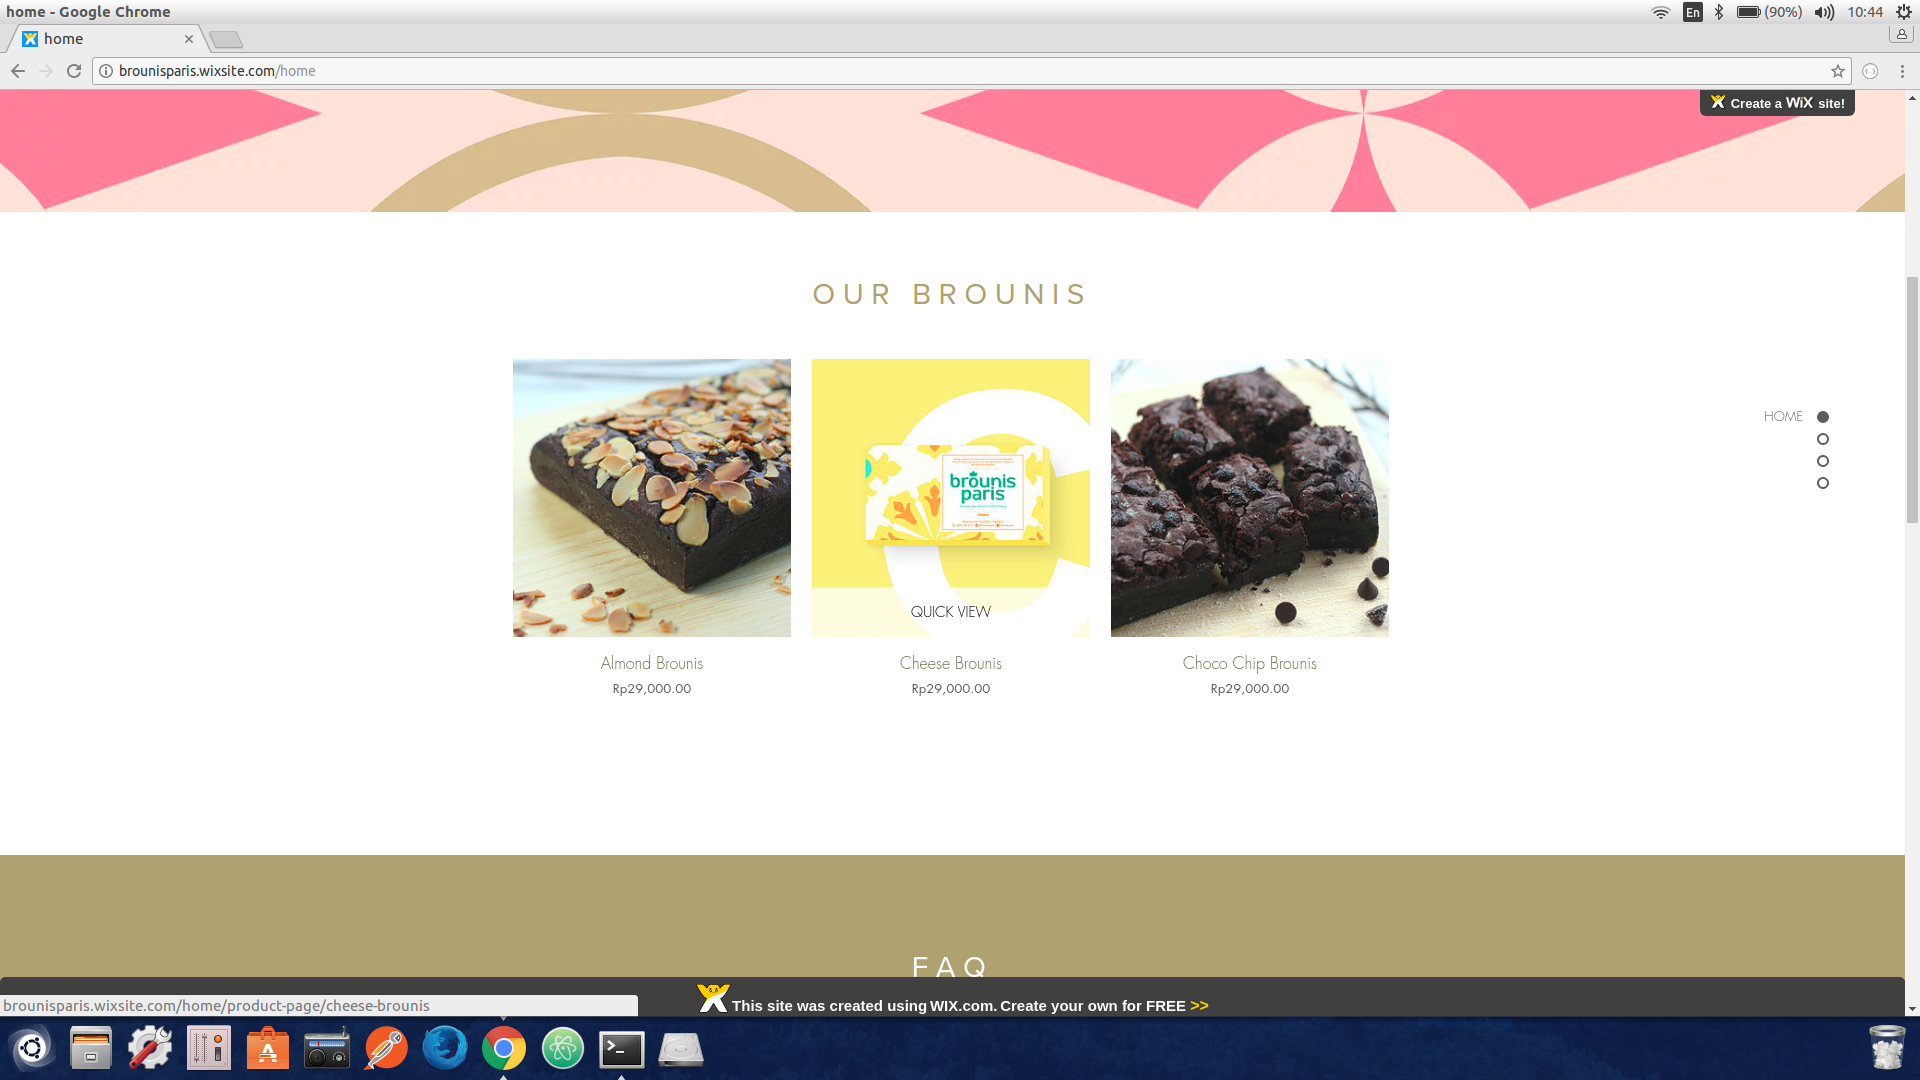 home - Google Chrome
En
(90%)
10:44
home
brounisparis.wixsite.com/home
Create a WiX site!
OUR BROUNIS
HOME
brounis
paris
QUICK VIEW
Almond Brounis
Cheese Brounis
Choco Chip Brounis
Rp29,000.00
Rp29,000.00
Rp29,000.00
FAQ
brounisparis.wixsite.com/home/product-page/cheese-brounis
This site was created using WIX.com. Create your own for FREE >>